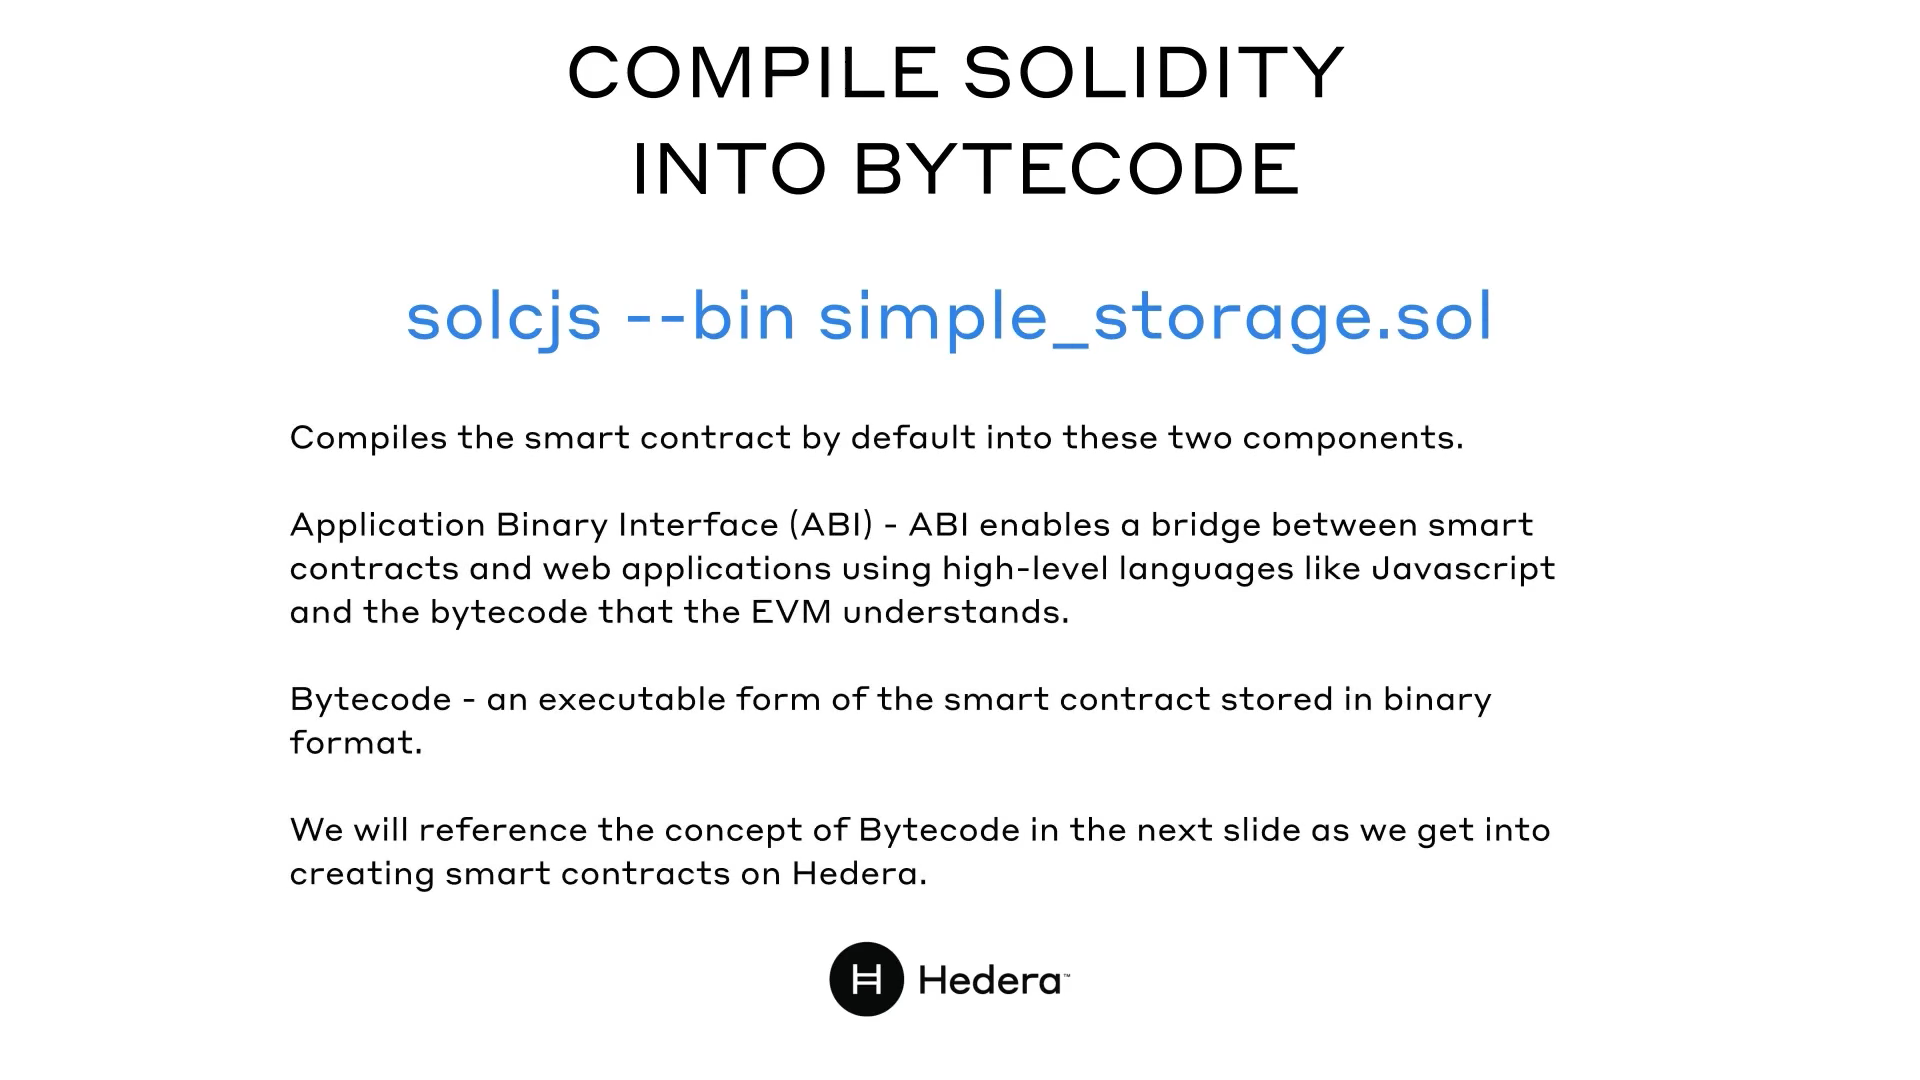 COMPILE SOLIDITY
INTO BYTECODE
solcjs --bin simple_storage.sol
Compiles the smart contract by default into these two components.
Application Binary Interface (ABI) - ABI enables a bridge between smart
contracts and web applications using high-level languages like Javascript
and the bytecode that the EVM understands.
Bytecode - an executable form of the smart contract stored in binary
format.
We will reference the concept of Bytecode in the next slide as we get into
creating smart contracts on Hedera.
H Hedera™